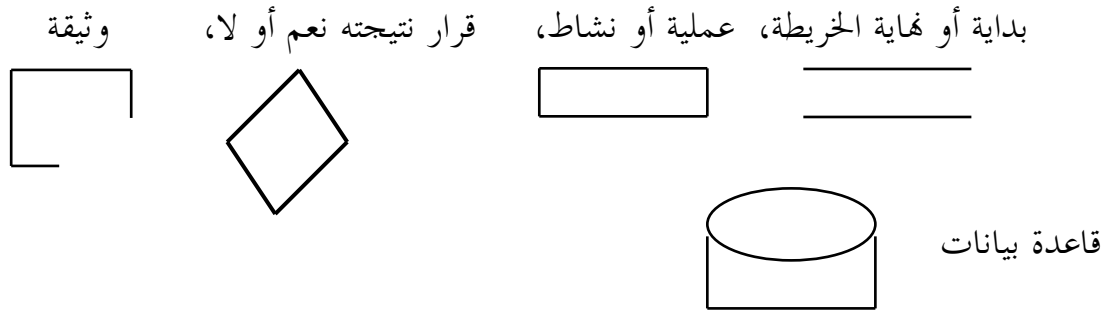 بداية أو نهاية الخريطة، عملية أو نشاط، قرار نتيجته نعم أو لا، وثيقة
قاعدة بيانات